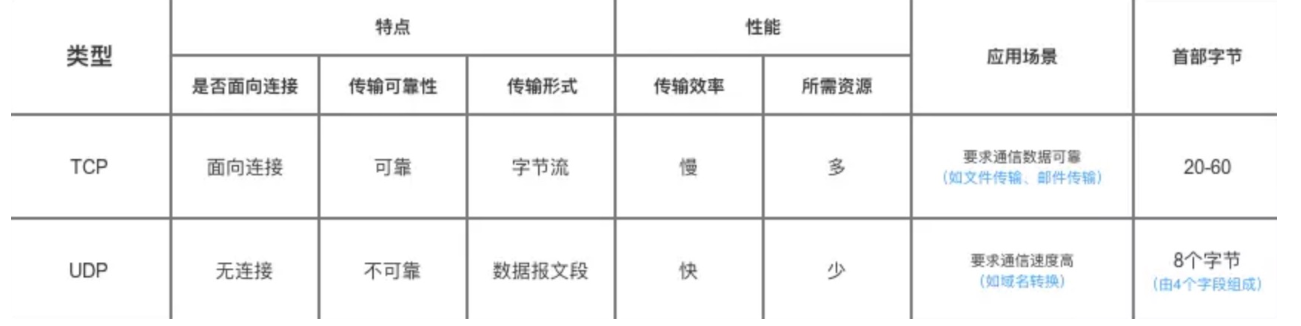 类型
特点
性能
应用场景
首部字节
是否面向连接
传输可靠性
传输形式
传输效率
所需资源
TCP
面向连接
可靠
字节流
慢
多
要求通信数据可靠
（如文件传输、邮件传输）
20-60
UDP
无连接
不可靠
数据报文段
快
少
要求通信速度高
（如域名转换）
8个字节
（由4个字段组成）